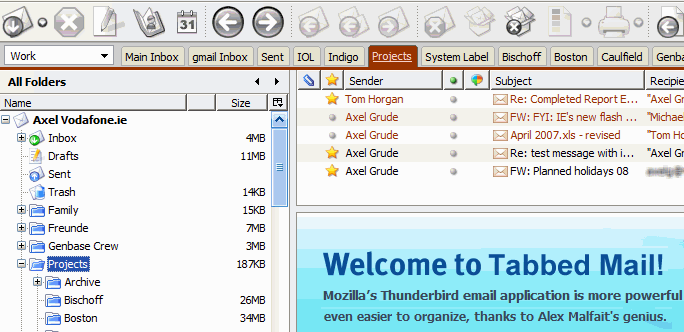 31
Work
Main Inbox gmail Inbox Sent IOL Indigo Projects System Label Bischoff Boston Caulfield Genba
All Folders
Name Size
Sender Subject Recipie
Axel Vodafone.ie
Inbox 4MB
Drafts 11MB
Sent
Trash 14KB
Family 15KB
Freunde 7MB
Genbase Crew 3MB
Projects 187KB
Archive
Bischoff 26MB
Boston 34MB
Tom Horgan Re: Completed Report E... "Axel G
Axel Grude FW: FYI: IE's new flash ... "Michae
Axel Grude April 2007.xls - revised "Tom H
Axel Grude Re: test message with i... "Axel G
Axel Grude FW: Planned holidays 08
Welcome to Tabbed Mail!
Mozilla's Thunderbird email application is more powerful
even easier to organize, thanks to Alex Malfait's genius.